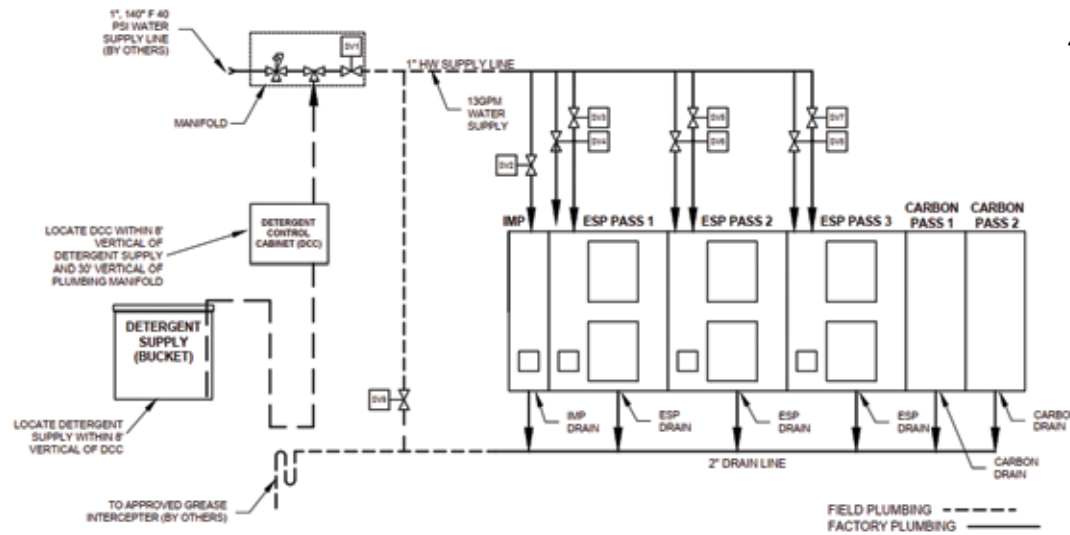 1", 140° F 40
PSI WATER
SUPPLY LINE
(BY OTHERS)
SV1
1" HW SUPPLY LINE
MANIFOLD
13GPM
WATER
SUPPLY
SV3
SV4
SV5
SV6
SV7
SV8
SV2
IMP
ESP PASS 1
ESP PASS 2
ESP PASS 3
CARBON
PASS 1
CARBON
PASS 2
LOCATE DCC WITHIN 8'
VERTICAL OF
DETERGENT SUPPLY
AND 30' VERTICAL OF
PLUMBING MANIFOLD
DETERGENT
CONTROL
CABINET (DCC)
DETERGENT
SUPPLY
(BUCKET)
LOCATE DETERGENT
SUPPLY WITHIN 8'
VERTICAL OF DCC
SV9
IMP
DRAIN
ESP
DRAIN
ESP
DRAIN
ESP
DRAIN
CARBO
DRAIN
2" DRAIN LINE
CARBON
DRAIN
TO APPROVED GREASE
INTERCEPTER (BY OTHERS)
FIELD PLUMBING
FACTORY PLUMBING